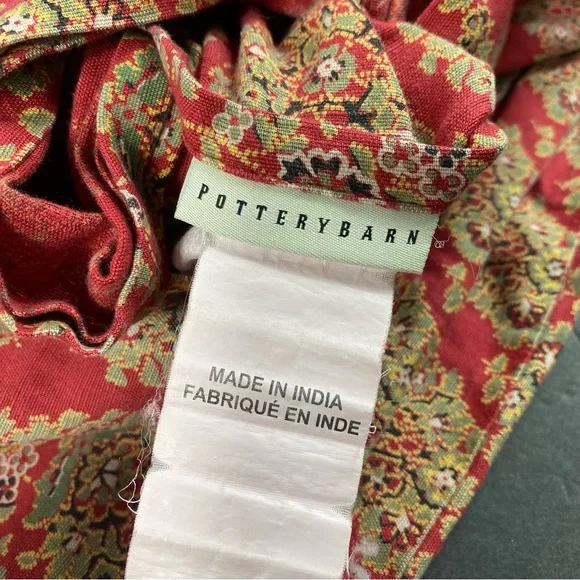 POTTERYBARN
MADE IN INDIA
FABRIQUÉ EN INDE